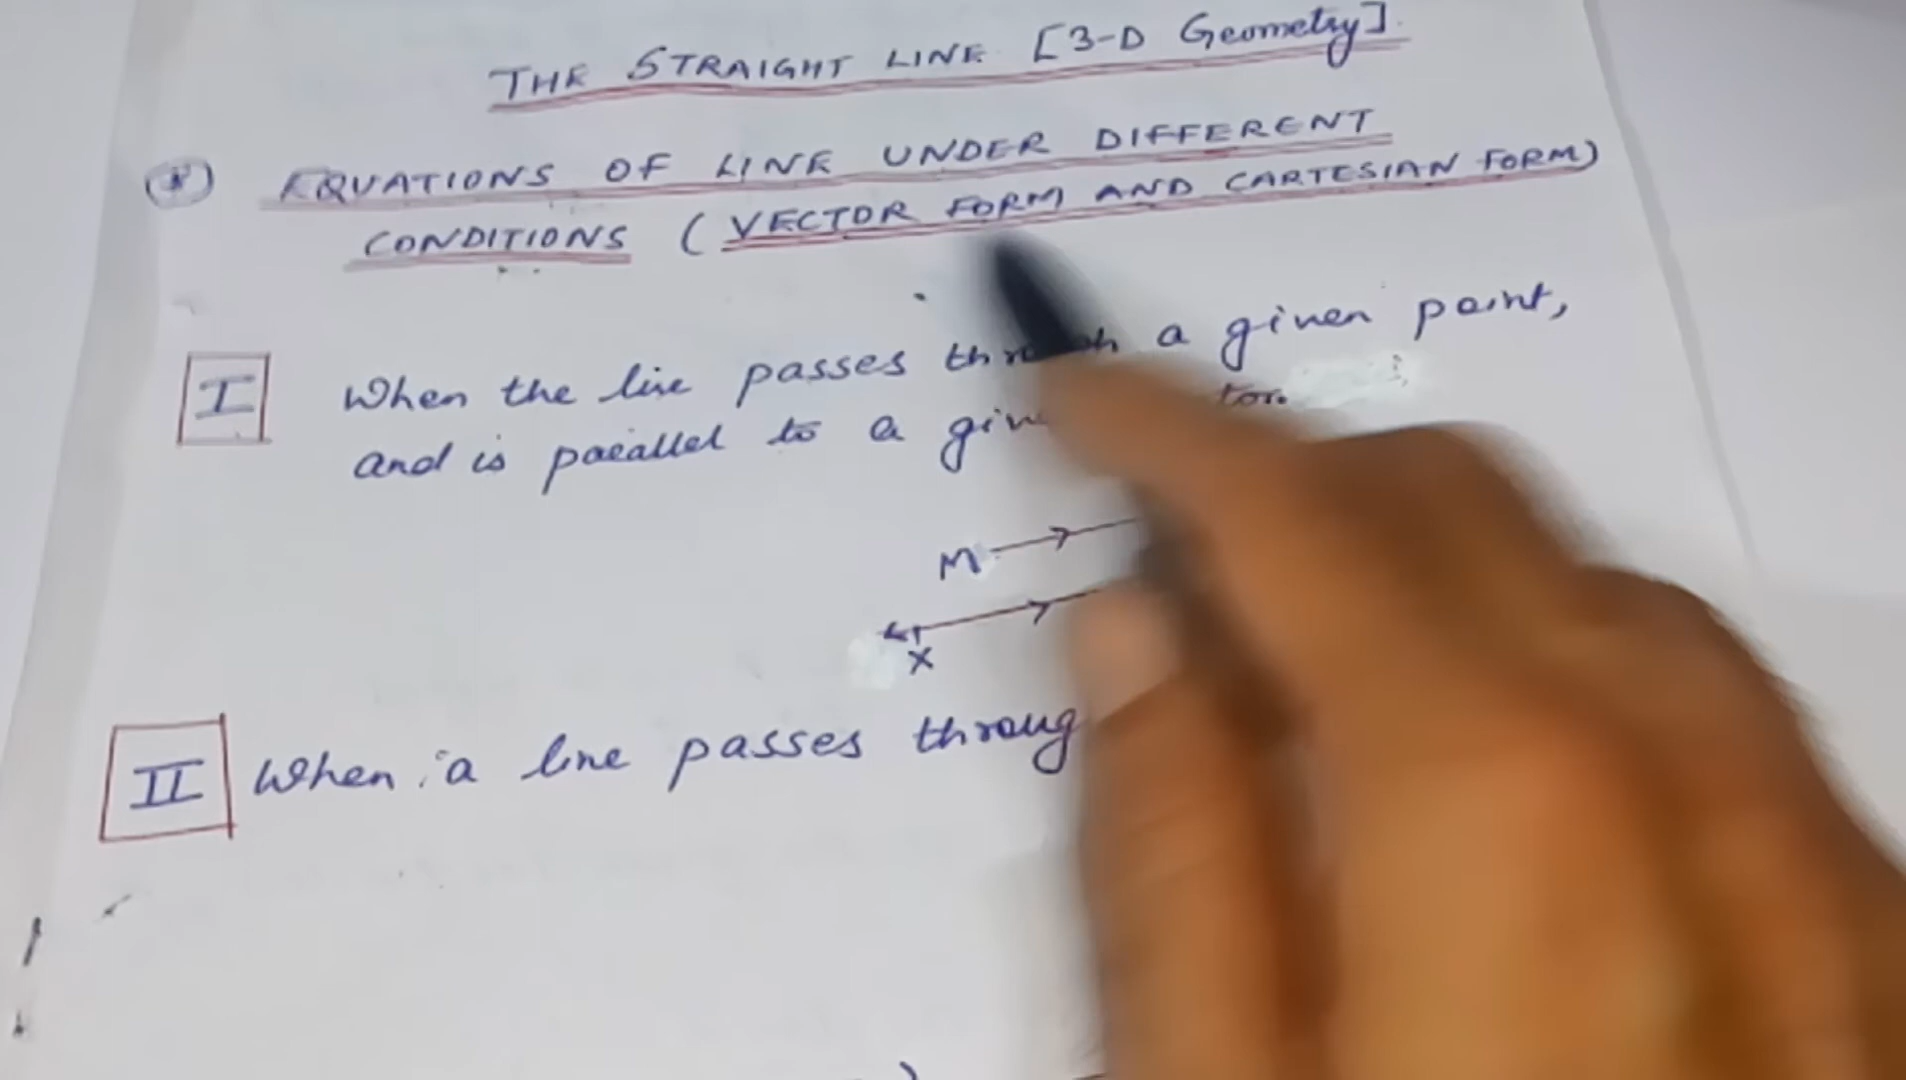 THE STRAIGHT LINE [3-D Geometry].
EQUATIONS OF LINE UNDER DIFFERENT
CONDITIONS (VECTOR FORM AND CARTESIAN FORM)
I When the line passes through a given point,
and is parallel to a
M
X
II When a line passes